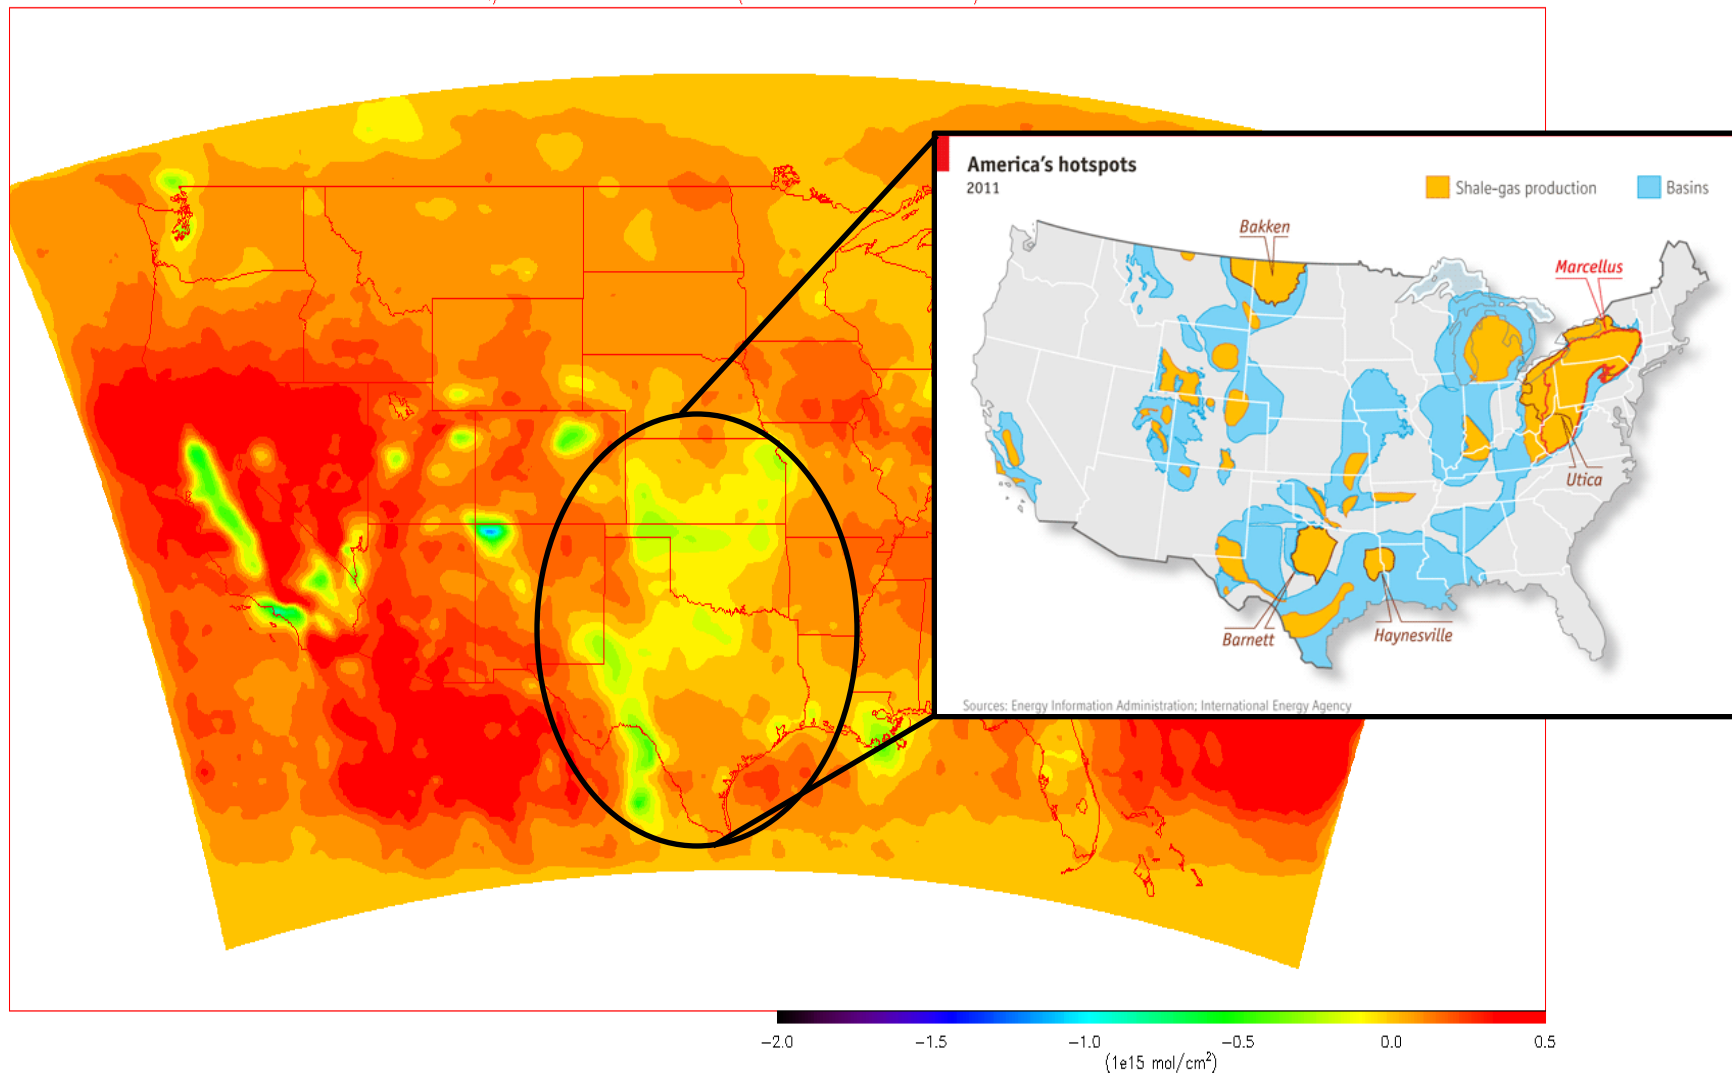 America's hotspots
2011
Shale-gas production
Basins
Bakken
Marcellus
Utica
Barnett
Haynesville
Sources: Energy Information Administration; International Energy Agency
−2.0 −1.5 −1.0 −0.5 0.0 0.5
(1e15 mol/cm²)